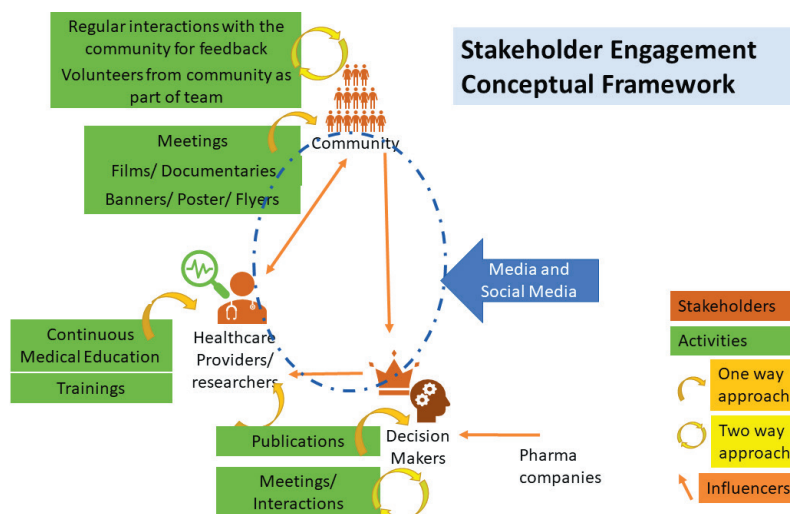 Regular interactions with the
community for feedback
Volunteers from community as
part of team
Stakeholder Engagement
Conceptual Framework
Meetings
Films/ Documentaries
Banners/ Poster/ Flyers
Community
Media and
Social Media
Continuous
Medical Education
Trainings
Healthcare
Providers/
researchers
Publications
Meetings/
Interactions
Decision
Makers
Pharma
companies
Stakeholders
Activities
One way
approach
Two way
approach
Influencers